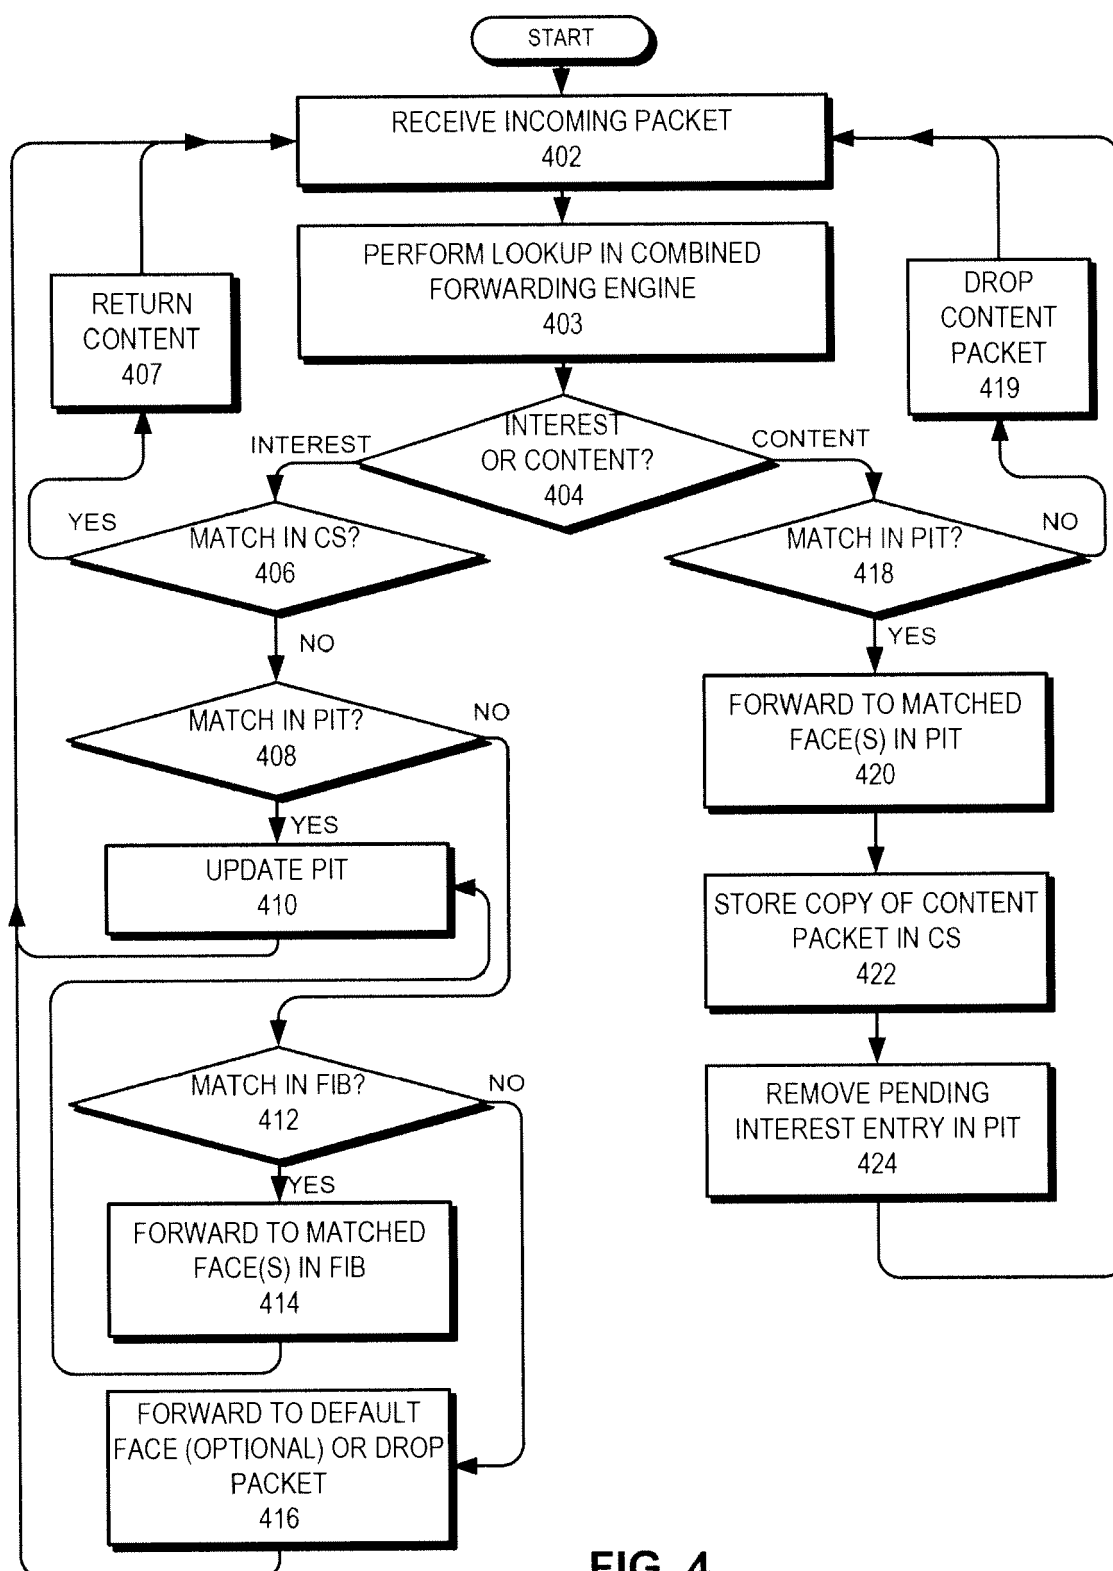 START
RECEIVE INCOMING PACKET
402
PERFORM LOOKUP IN COMBINED
FORWARDING ENGINE
403
RETURN
CONTENT
407
DROP
CONTENT
PACKET
419
INTEREST
OR CONTENT?
404
INTEREST
CONTENT
YES
MATCH IN CS?
406
NO
MATCH IN PIT?
418
NO
YES
MATCH IN PIT?
408
NO
YES
FORWARD TO MATCHED
FACE(S) IN PIT
420
UPDATE PIT
410
STORE COPY OF CONTENT
PACKET IN CS
422
MATCH IN FIB?
412
NO
YES
REMOVE PENDING
INTEREST ENTRY IN PIT
424
FORWARD TO MATCHED
FACE(S) IN FIB
414
FORWARD TO DEFAULT
FACE (OPTIONAL) OR DROP
PACKET
416
FIG. 4